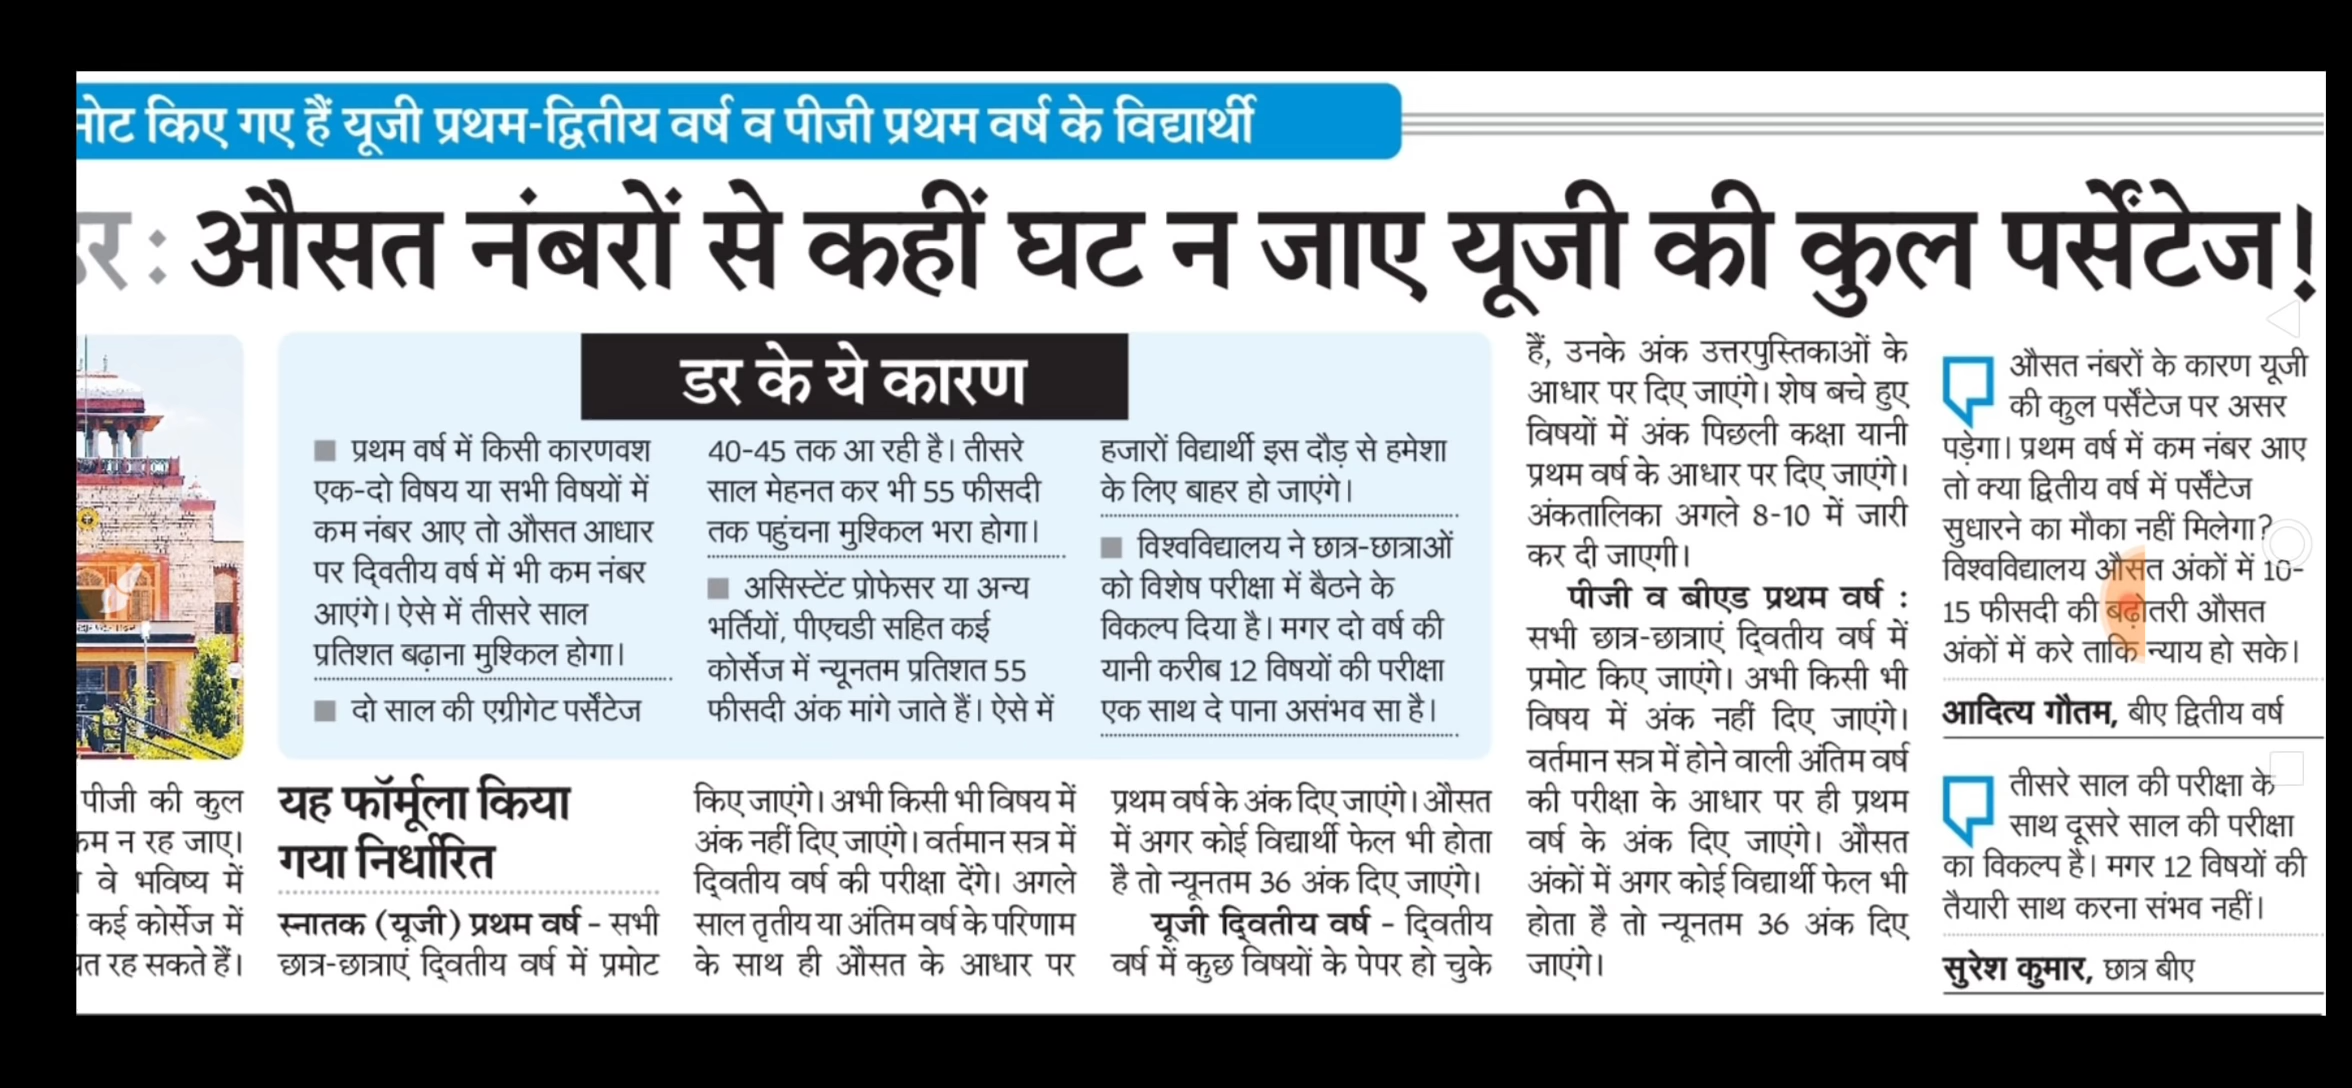 किए गए हैं यूजी प्रथम-द्वितीय वर्ष व पीजी प्रथम वर्ष के विद्यार्थी
औसत नंबरों से कहीं घट न जाए यूजी की कुल पर्सेंटेज!
डर के ये कारण
■ प्रथम वर्ष में किसी कारणवश
एक-दो विषय या सभी विषयों में
कम नंबर आए तो औसत आधार
पर द्वितीय वर्ष में भी कम नंबर
आएंगे। ऐसे में तीसरे साल
प्रतिशत बढ़ाना मुश्किल होगा।
■ दो साल की एग्रीगेट पर्सेंटेज
40-45 तक आ रही है। तीसरे
साल मेहनत कर भी 55 फीसदी
तक पहुंचना मुश्किल भरा होगा।
■ असिस्टेंट प्रोफेसर या अन्य
भर्तियों, पीएचडी सहित कई
कोर्सेज में न्यूनतम प्रतिशत 55
फीसदी अंक मांगे जाते हैं। ऐसे में
हजारों विद्यार्थी इस दौड़ से हमेशा
के लिए बाहर हो जाएंगे।
■ विश्वविद्यालय ने छात्र-छात्राओं
को विशेष परीक्षा में बैठने के
विकल्प दिया है। मगर दो वर्ष की
यानी करीब 12 विषयों की परीक्षा
एक साथ दे पाना असंभव सा है।
पीजी की कुल
न रह जाए।
वे भविष्य में
कई कोर्सेज में
रह सकते हैं।
यह फॉर्मूला किया
गया निर्धारित
स्नातक (यूजी) प्रथम वर्ष - सभी
छात्र-छात्राएं द्वितीय वर्ष में प्रमोट
किए जाएंगे। अभी किसी भी विषय में
अंक नहीं दिए जाएंगे। वर्तमान सत्र में
द्वितीय वर्ष की परीक्षा देंगे। अगले
साल तृतीय या अंतिम वर्ष के परिणाम
के साथ ही औसत के आधार पर
प्रथम वर्ष के अंक दिए जाएंगे। औसत
में अगर कोई विद्यार्थी फेल भी होता
है तो न्यूनतम 36 अंक दिए जाएंगे।
यूजी द्वितीय वर्ष - द्वितीय
वर्ष में कुछ विषयों के पेपर हो चुके
हैं, उनके अंक उत्तरपुस्तिकाओं के
आधार पर दिए जाएंगे। शेष बचे हुए
विषयों में अंक पिछली कक्षा यानी
प्रथम वर्ष के आधार पर दिए जाएंगे।
अंकतालिका अगले 8-10 में जारी
कर दी जाएगी।
पीजी व बीएड प्रथम वर्ष :
सभी छात्र-छात्राएं द्वितीय वर्ष में
प्रमोट किए जाएंगे। अभी किसी भी
विषय में अंक नहीं दिए जाएंगे।
वर्तमान सत्र में होने वाली अंतिम वर्ष
की परीक्षा के आधार पर ही प्रथम
वर्ष के अंक दिए जाएंगे। औसत
अंकों में अगर कोई विद्यार्थी फेल भी
होता है तो न्यूनतम 36 अंक दिए
जाएंगे।
औसत नंबरों के कारण यूजी
की कुल पर्सेंटेज पर असर
पड़ेगा। प्रथम वर्ष में कम नंबर आए
तो क्या द्वितीय वर्ष में पर्सेंटेज
सुधारने का मौका नहीं मिलेगा?
विश्वविद्यालय औसत अंकों में 10-
15 फीसदी की बढ़ोतरी औसत
अंकों में करे ताकि न्याय हो सके।
आदित्य गौतम, बीए द्वितीय वर्ष
तीसरे साल की परीक्षा के
साथ दूसरे साल की परीक्षा
का विकल्प है। मगर 12 विषयों की
तैयारी साथ करना संभव नहीं।
सुरेश कुमार, छात्र बीए